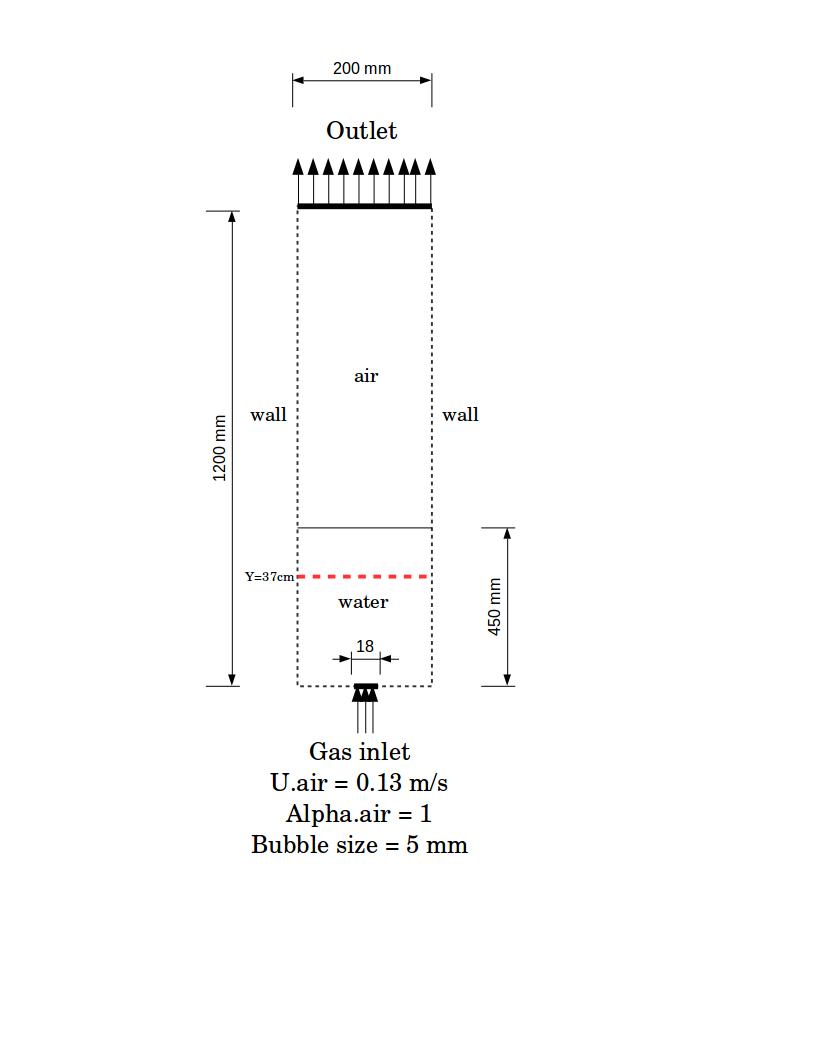 200 mm
Outlet
air
wall
wall
1200 mm
Y=37cm
water
450 mm
18
Gas inlet
U.air = 0.13 m/s
Alpha.air = 1
Bubble size = 5 mm